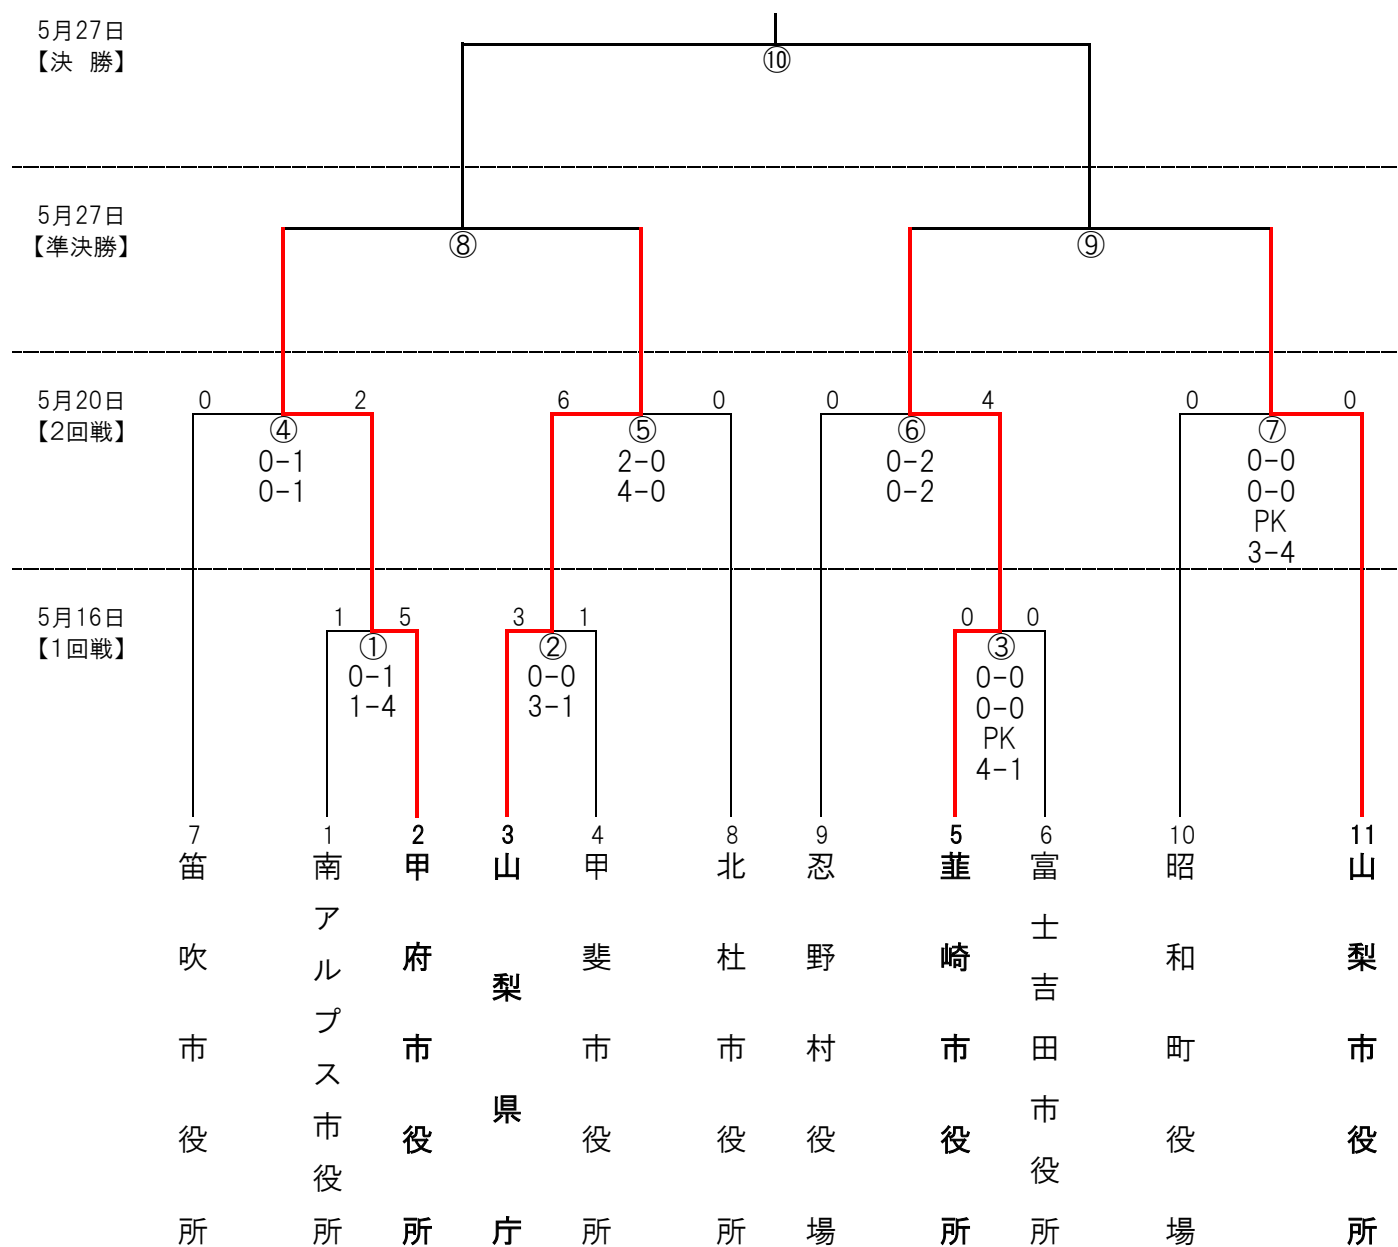 5月27日
【決 勝】
⑩
5月27日
【準決勝】
⑧
⑨
5月20日
【2回戦】
0 2
④
0-1
0-1
6 0
⑤
2-0
4-0
0 4
⑥
0-2
0-2
0 0
⑦
0-0
0-0
PK
3-4
5月16日
【1回戦】
1 5
①
0-1
1-4
3 1
②
0-0
3-1
0 0
③
0-0
0-0
PK
4-1
7
笛吹市役所
1
南アルプス市役所
2
甲府市役所
3
山梨県庁
4
甲斐市役所
8
北杜市役所
9
忍野村役場
5
韮崎市役所
6
富士吉田市役所
10
昭和町役場
11
山梨市役所